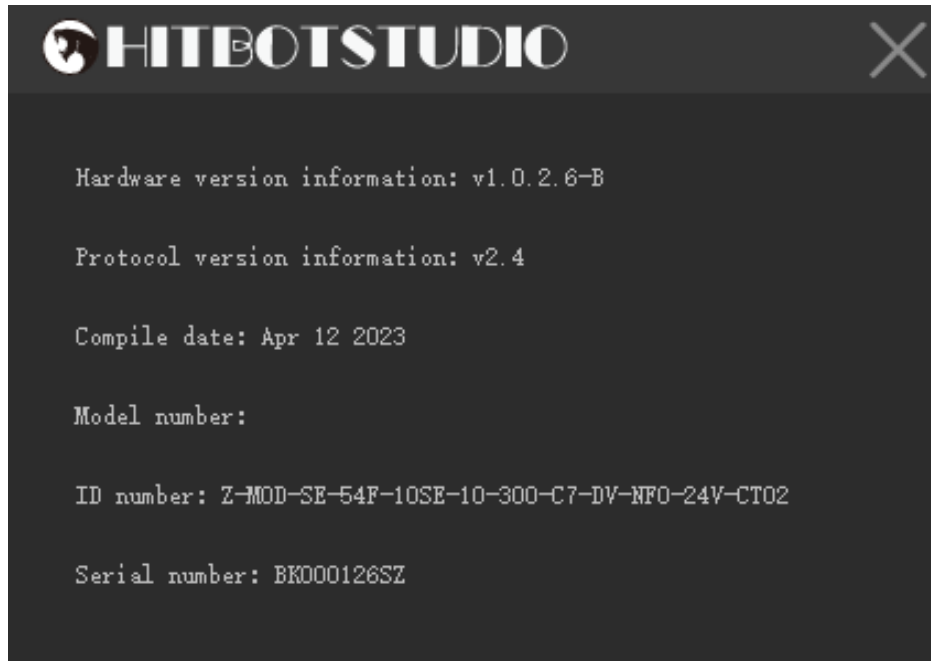 HITBOTSTUDIO
Hardware version information: v1.0.2.6-B
Protocol version information: v2.4
Compile date: Apr 12 2023
Model number:
ID number: Z-MOD-SE-54F-10SE-10-300-C7-DV-NF0-24V-CT02
Serial number: BK000126SZ